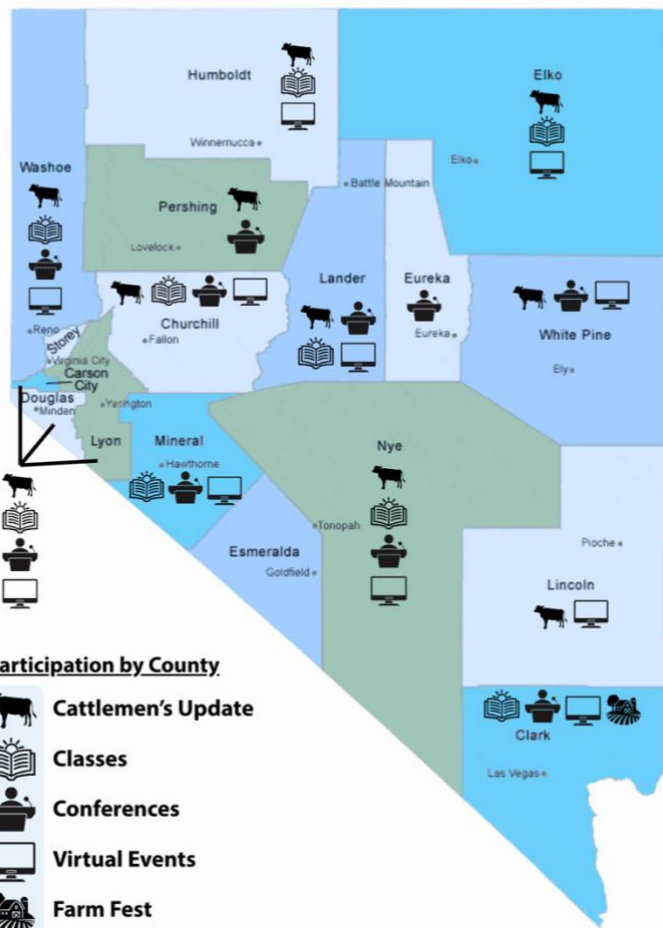 Humboldt
Elko
Winnemucca
Elko
Washoe
Battle Mountain
Pershing
Lovelock
Lander
Eureka
Churchill
Fallon
Eureka
White Pine
Reno
Storey
Virginia City
Carson
City
Ely
Douglas
Minden
Yerington
Lyon
Mineral
Nye
Hawthorne
Tonopah
Pioche
Esmeralda
Goldfield
Lincoln
articipation by County
Cattlemen's Update
Clark
Classes
Las Vegas
Conferences
Virtual Events
Farm Fest